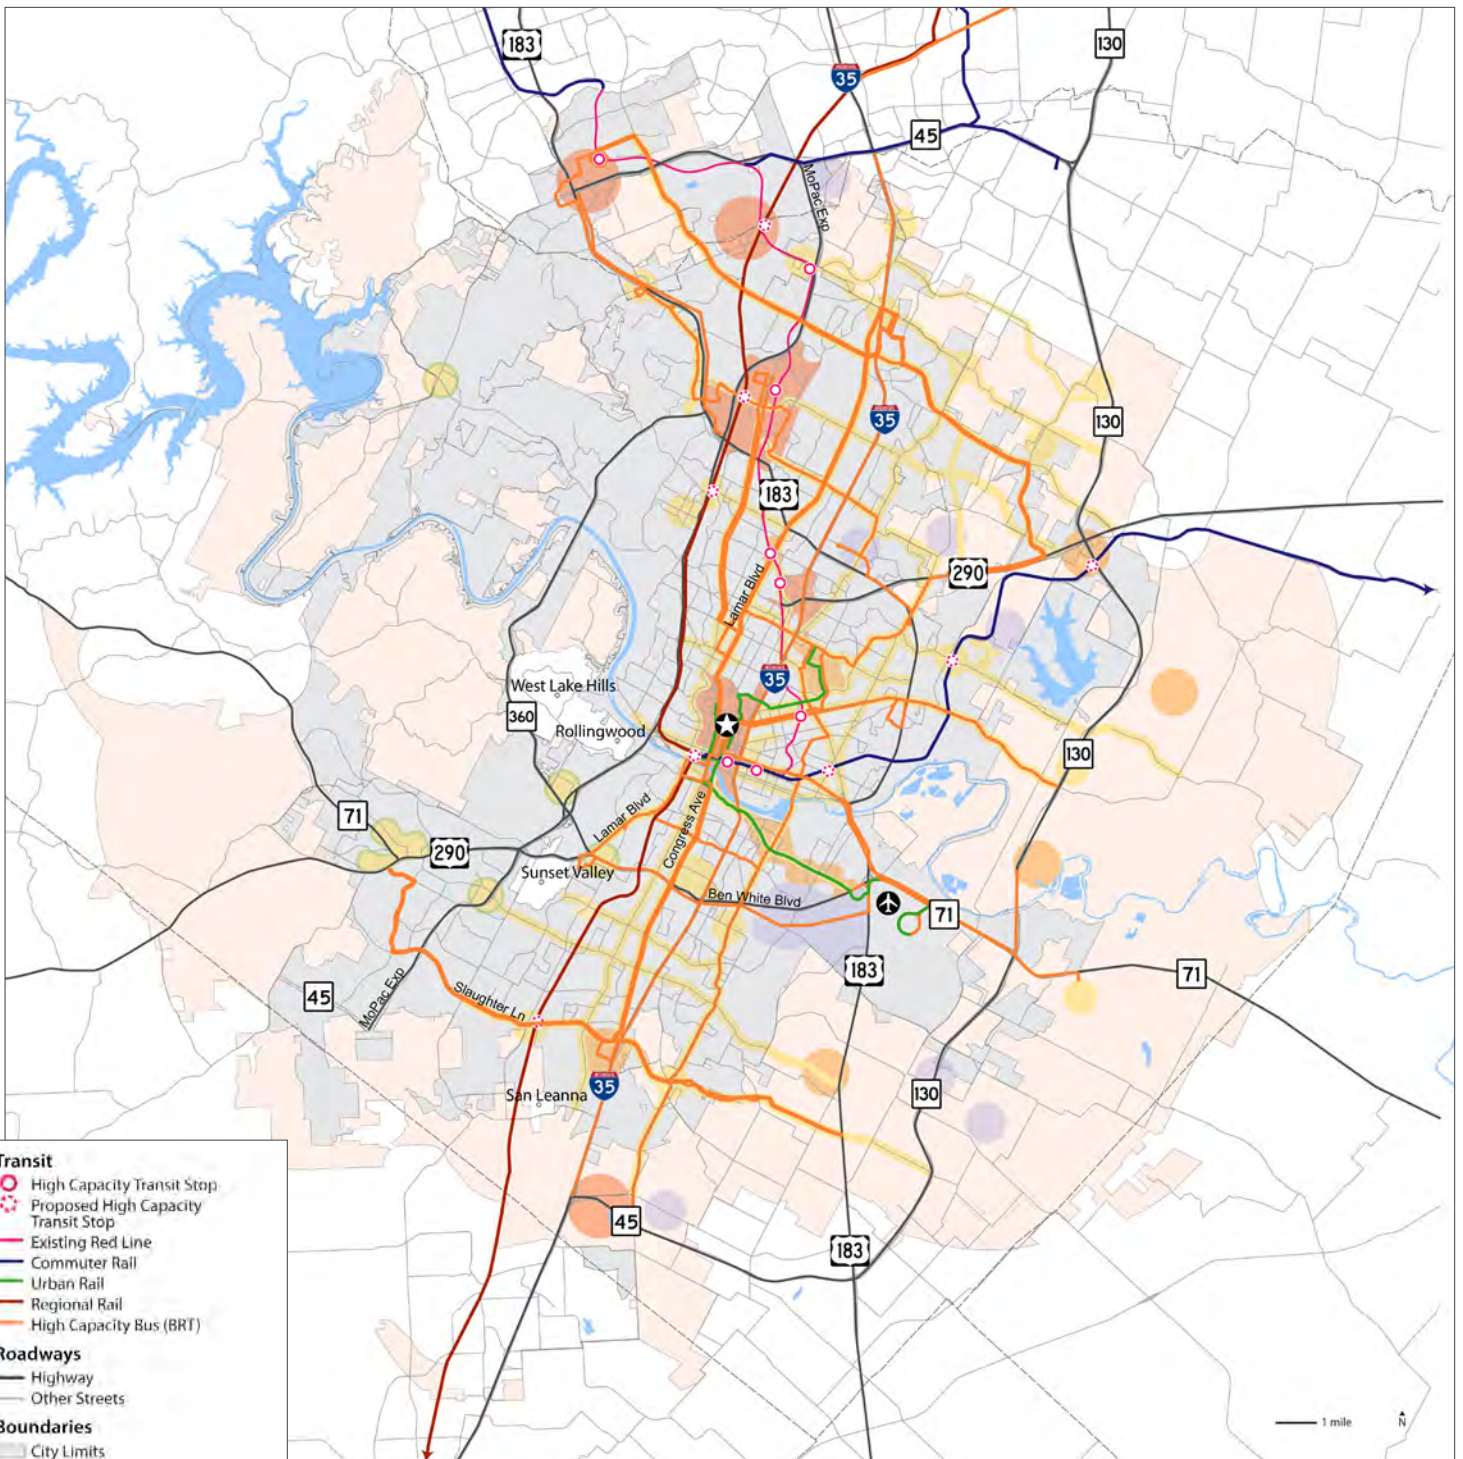 183
130
35
45
MoPac Exp
35
130
183
Lamar Blvd
290
West Lake Hills
35
360
Rollingwood
130
71
Lamar Blvd
Congress Ave
290
Sunset Valley
Ben White Blvd
71
183
71
45
MoPac Exp
Slaughter Ln
San Leanna
35
130
45
183
Transit
High Capacity Transit Stop
Proposed High Capacity
Transit Stop
Existing Red Line
Commuter Rail
Urban Rail
Regional Rail
High Capacity Bus (BRT)
Roadways
Highway
Other Streets
Boundaries
City Limits
1 mile
N